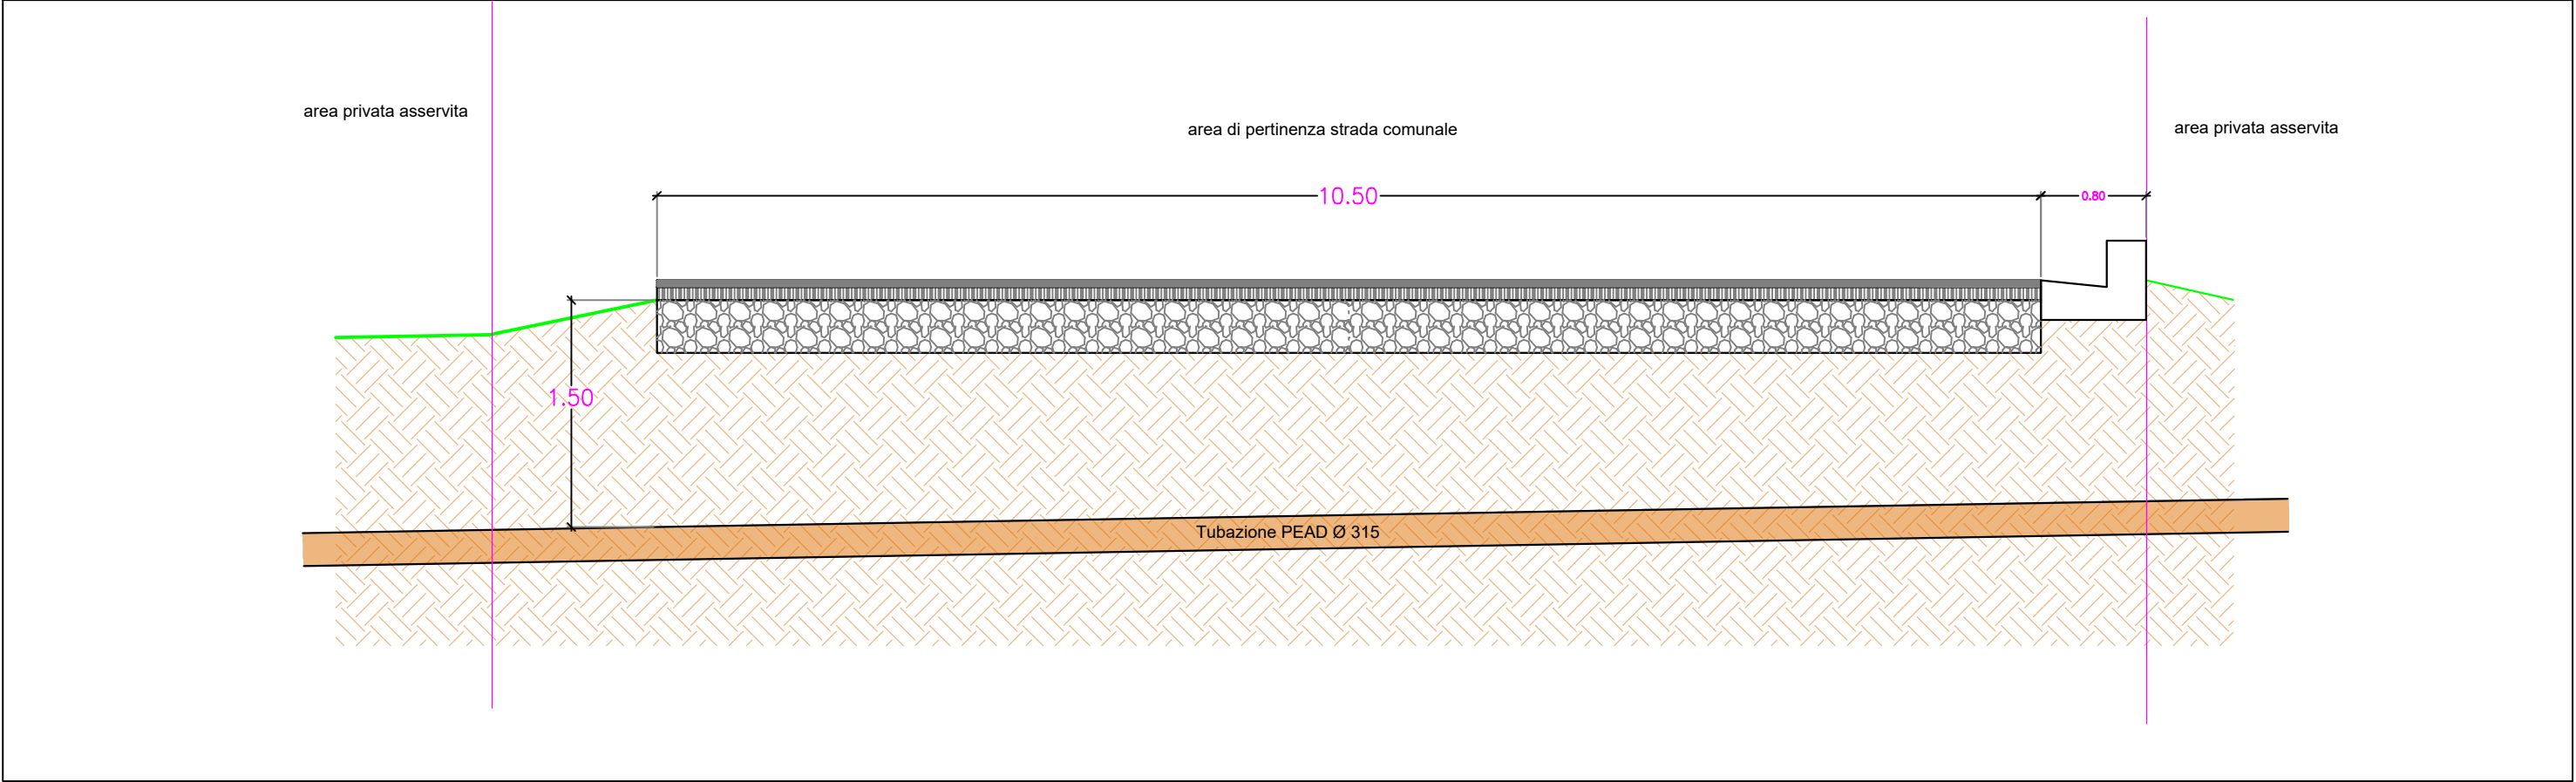 area privata asservita
area di pertinenza strada comunale
area privata asservita
10.50
0.80
1.50
Tubazione PEAD Ø 315